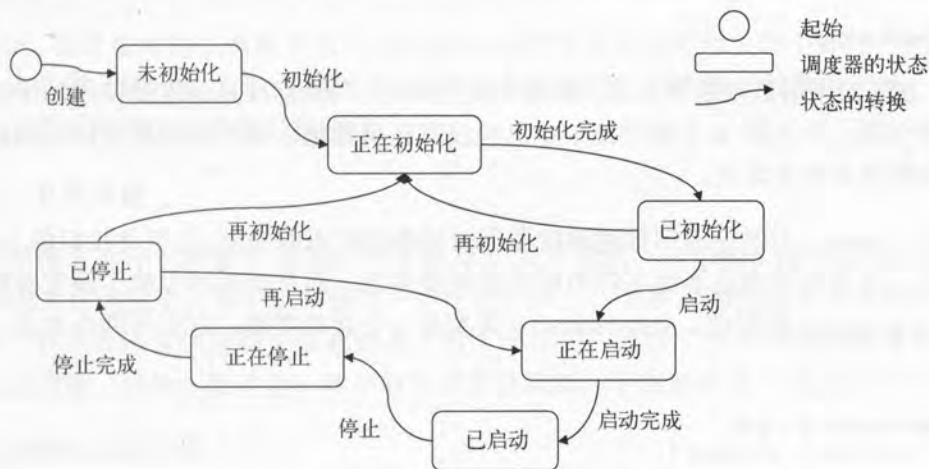 起始
未初始化
初始化
调度器的状态
创建
状态的转换
正在初始化
初始化完成
再初始化
再初始化
已初始化
已停止
再启动
启动
正在停止
正在启动
停止完成
停止
已启动
启动完成